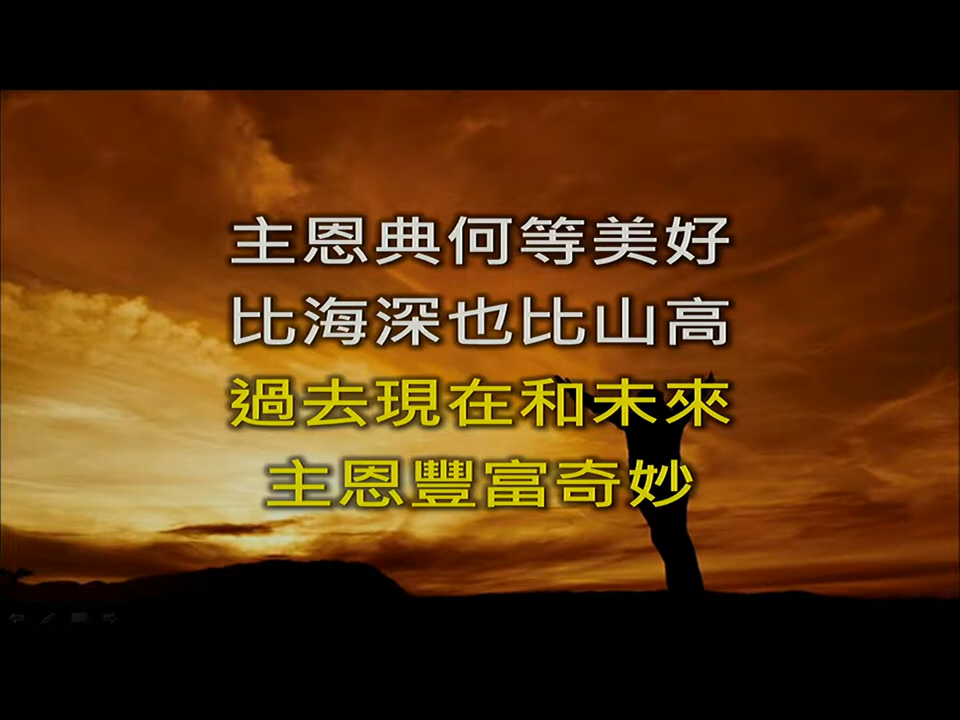 主恩典何等美好
比海深也比山高
過去現在和未來
主恩豐富奇妙